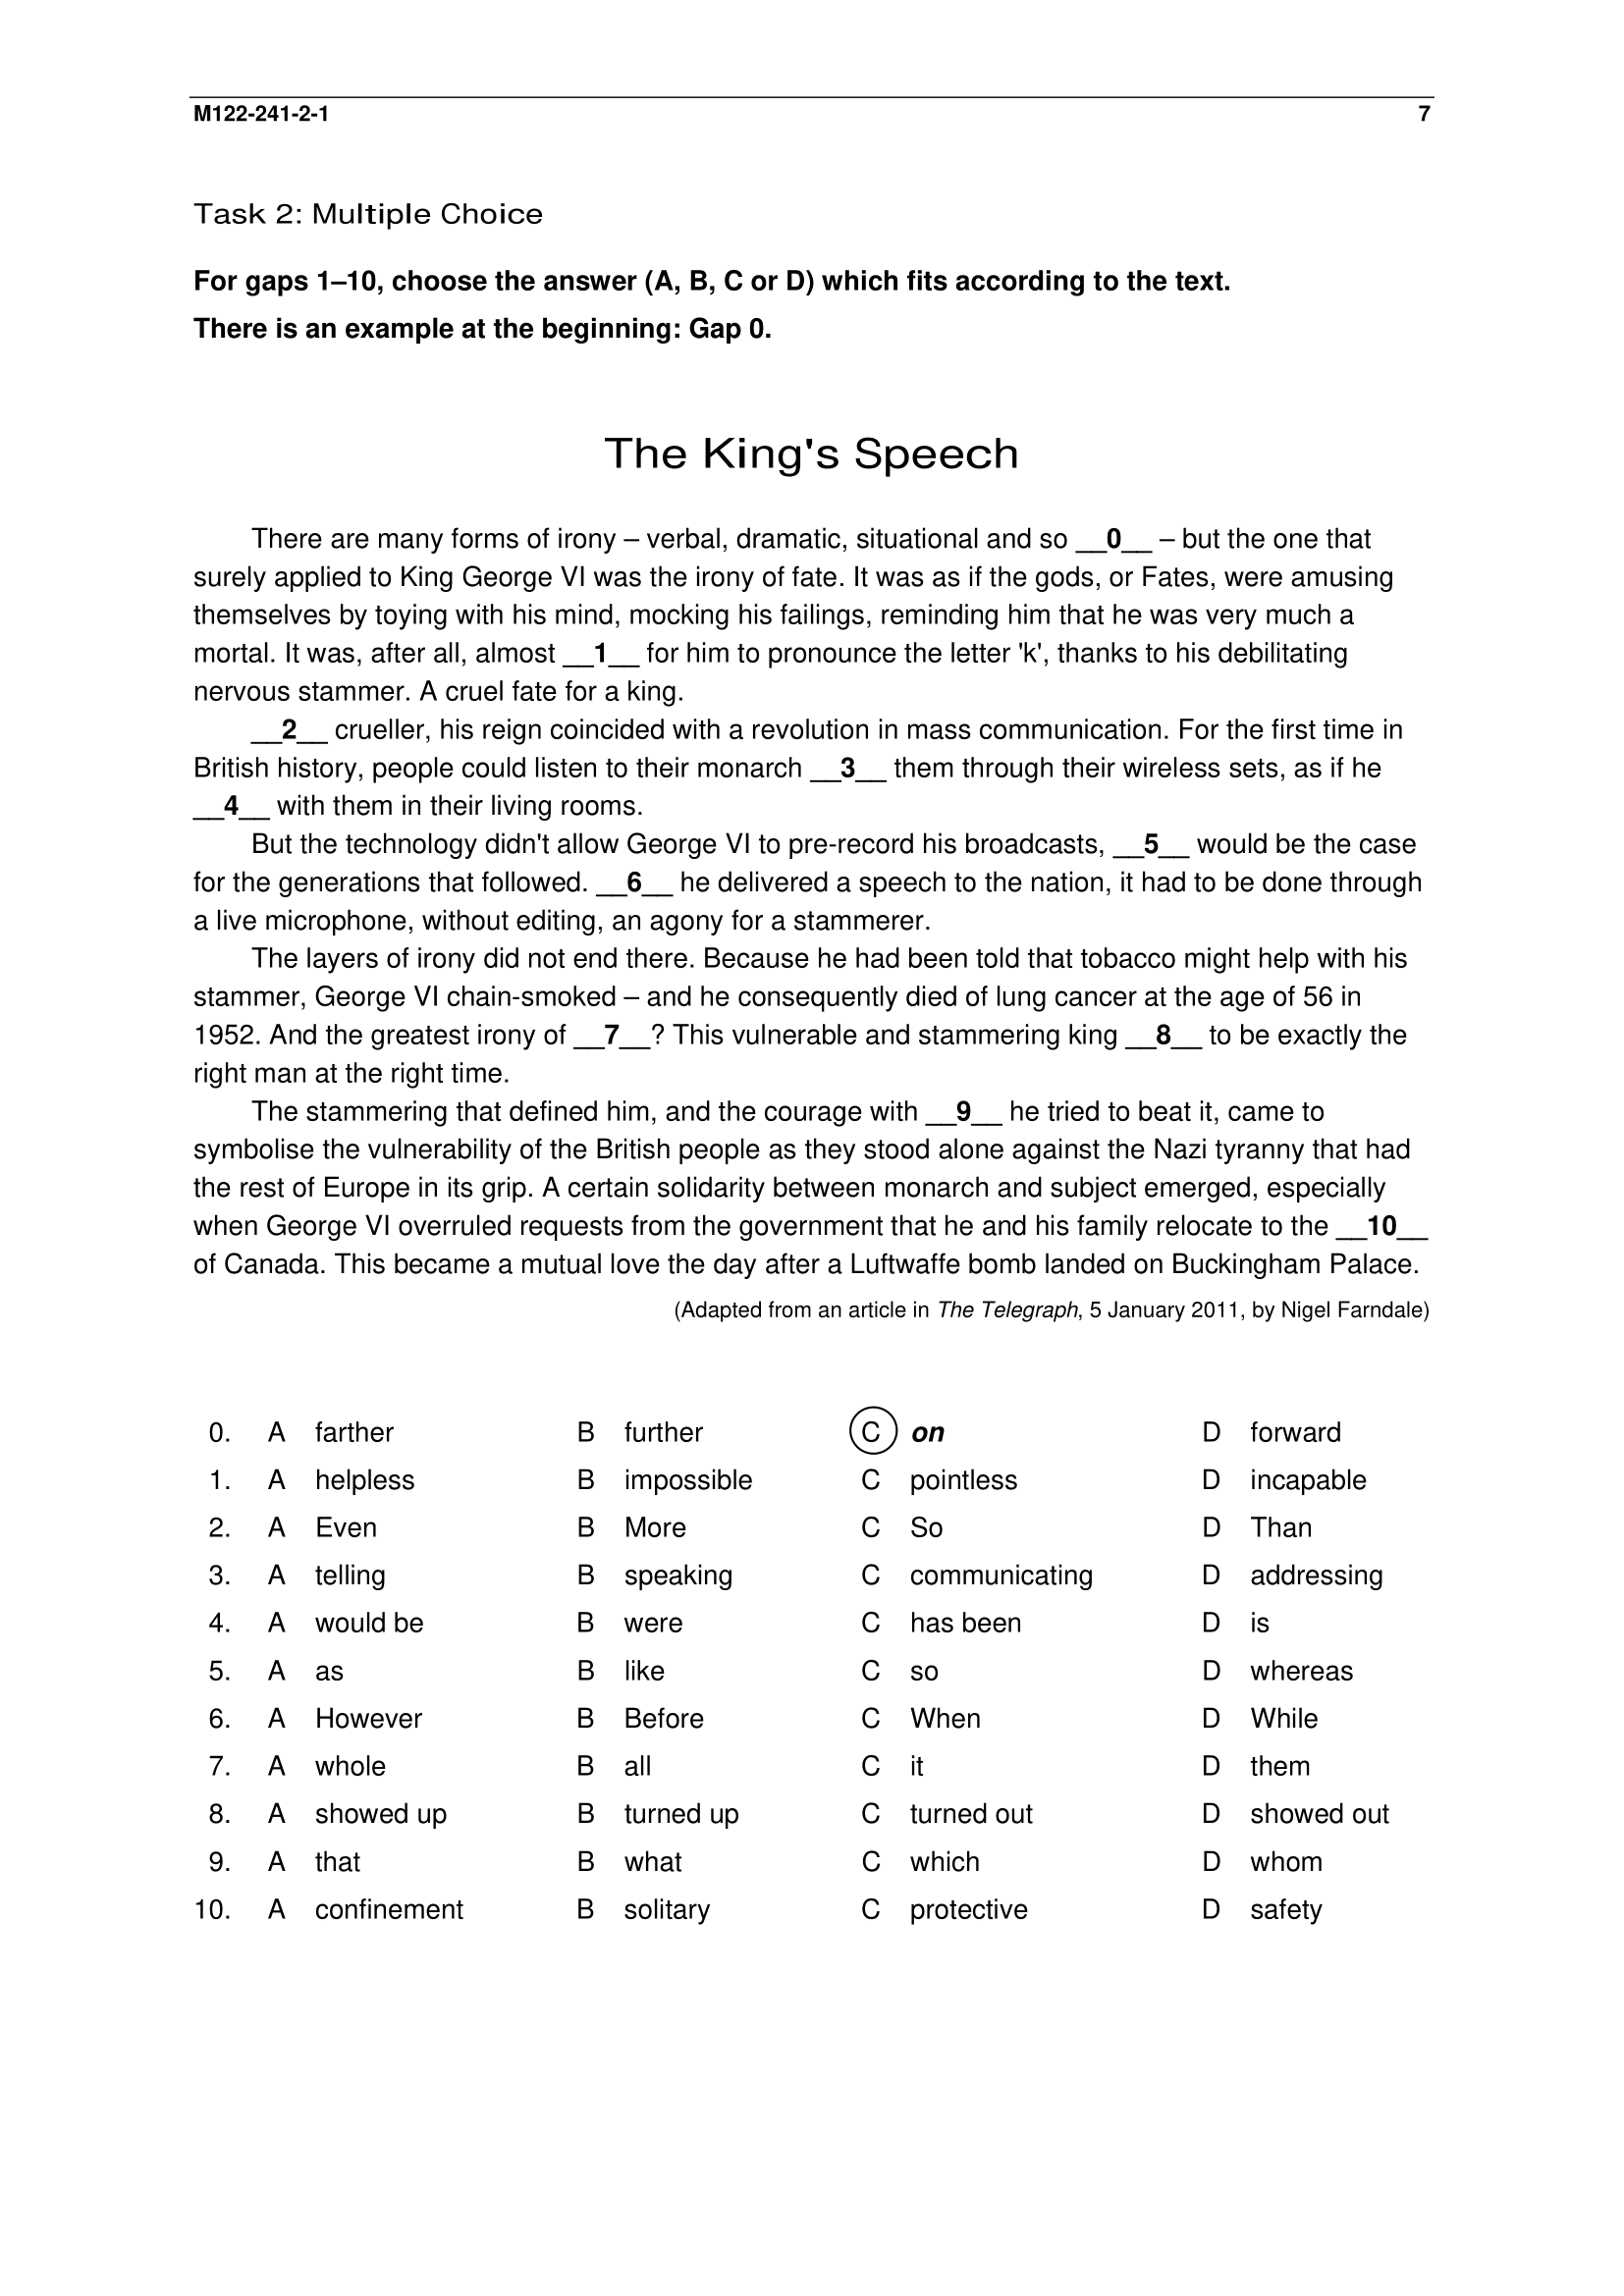 M122-241-2-1 7
Task 2: Multiple Choice
For gaps 1–10, choose the answer (A, B, C or D) which fits according to the text.
There is an example at the beginning: Gap 0.
The King's Speech
There are many forms of irony – verbal, dramatic, situational and so __0__ – but the one that
surely applied to King George VI was the irony of fate. It was as if the gods, or Fates, were amusing
themselves by toying with his mind, mocking his failings, reminding him that he was very much a
mortal. It was, after all, almost __1__ for him to pronounce the letter 'k', thanks to his debilitating
nervous stammer. A cruel fate for a king.
__2__ crueller, his reign coincided with a revolution in mass communication. For the first time in
British history, people could listen to their monarch __3__ them through their wireless sets, as if he
__4__ with them in their living rooms.
But the technology didn't allow George VI to pre-record his broadcasts, __5__ would be the case
for the generations that followed. __6__ he delivered a speech to the nation, it had to be done through
a live microphone, without editing, an agony for a stammerer.
The layers of irony did not end there. Because he had been told that tobacco might help with his
stammer, George VI chain-smoked – and he consequently died of lung cancer at the age of 56 in
1952. And the greatest irony of __7__? This vulnerable and stammering king __8__ to be exactly the
right man at the right time.
The stammering that defined him, and the courage with __9__ he tried to beat it, came to
symbolise the vulnerability of the British people as they stood alone against the Nazi tyranny that had
the rest of Europe in its grip. A certain solidarity between monarch and subject emerged, especially
when George VI overruled requests from the government that he and his family relocate to the __10__
of Canada. This became a mutual love the day after a Luftwaffe bomb landed on Buckingham Palace.
(Adapted from an article in The Telegraph, 5 January 2011, by Nigel Farndale)
0. A farther B further C on D forward
1. A helpless B impossible C pointless D incapable
2. A Even B More C So D Than
3. A telling B speaking C communicating D addressing
4. A would be B were C has been D is
5. A as B like C so D whereas
6. A However B Before C When D While
7. A whole B all C it D them
8. A showed up B turned up C turned out D showed out
9. A that B what C which D whom
10. A confinement B solitary C protective D safety